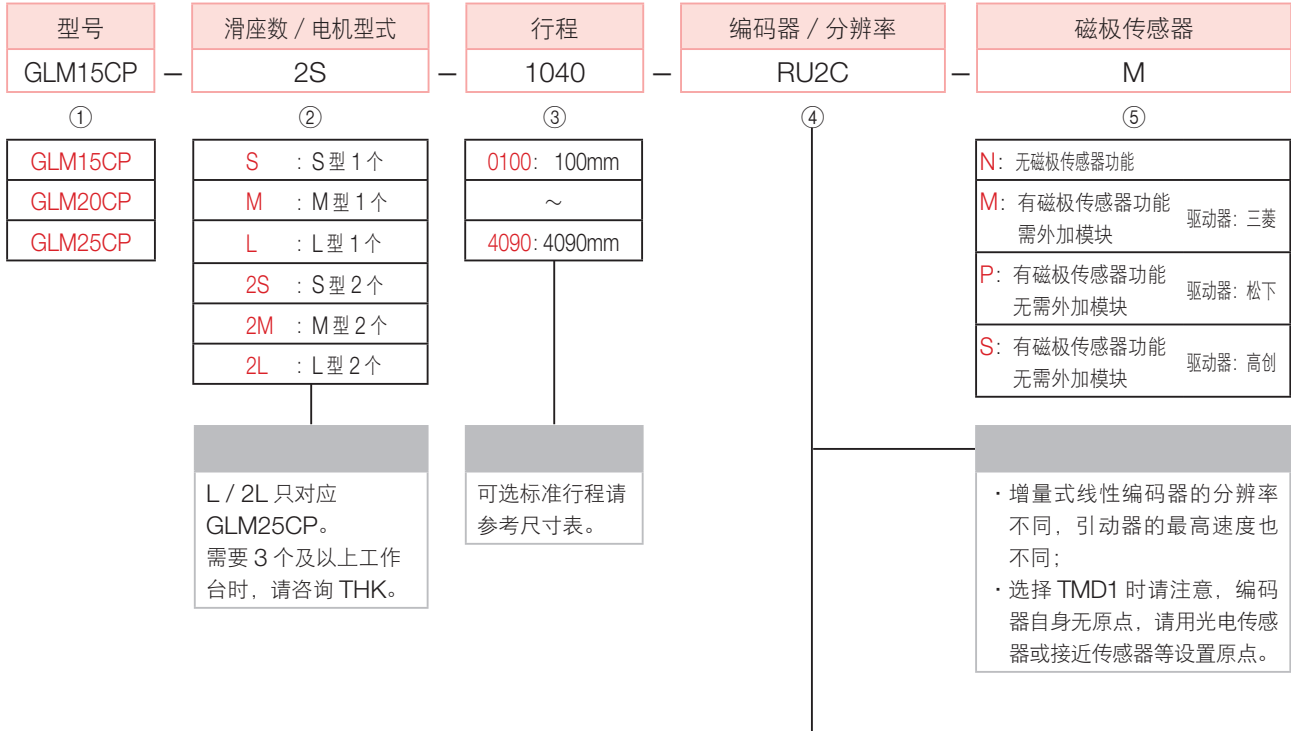 型号 滑座数 / 电机型式 行程 编码器 / 分辨率 磁极传感器
GLM15CP — 2S — 1040 — RU2C — M
① ② ③ ④ ⑤
GLM15CP
GLM20CP
GLM25CP
S : S型1个
M : M型1个
L : L型1个
2S : S型2个
2M : M型2个
2L : L型2个
L / 2L 只对应
GLM25CP。
需要 3 个及以上工作
台时，请咨询 THK。
0100: 100mm
～
4090: 4090mm
可选标准行程请
参考尺寸表。
N: 无磁极传感器功能
M: 有磁极传感器功能
需外加模块
驱动器: 三菱
P: 有磁极传感器功能
无需外加模块
驱动器: 松下
S: 有磁极传感器功能
无需外加模块
驱动器: 高创
・增量式线性编码器的分辨率
不同，引动器的最高速度也
不同；
・选择 TMD1 时请注意，编码
器自身无原点，请用光电传感
器或接近传感器等设置原点。